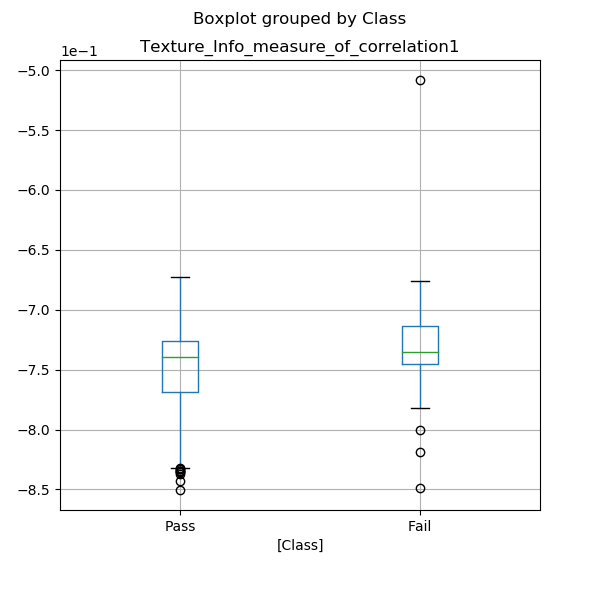 Boxplot grouped by Class
Texture_Info_measure_of_correlation1
1e−1
−5.0
−5.5
−6.0
−6.5
−7.0
−7.5
−8.0
−8.5
Pass
Fail
[Class]